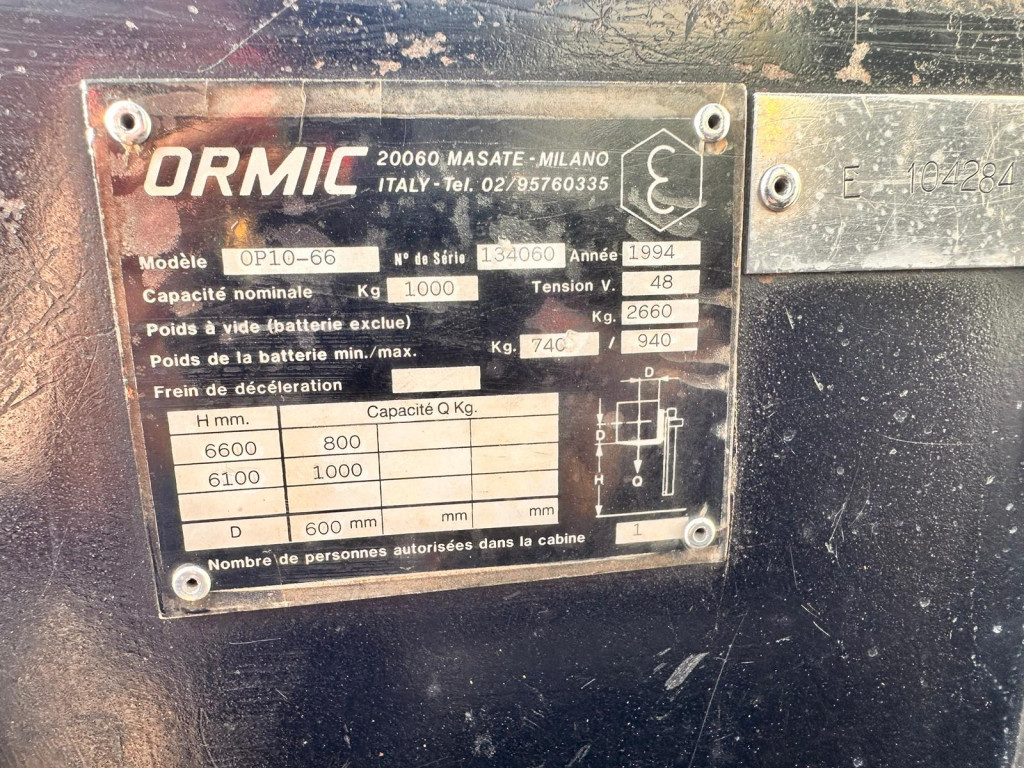 ORMIC 20060 MASATE - MILANO
ITALY - Tel. 02/95760335
E 104284
Modèle OP10-66 N° de Série 134060 Année 1994
Capacité nominale Kg 1000 Tension V. 48
Poids à vide (batterie exclue) Kg. 2660
Poids de la batterie min./max. Kg. 740 / 940
Frein de décéleration
H mm. Capacité Q Kg.
6600 800
6100 1000
D 600 mm mm mm
D
D
H
Q
Nombre de personnes autorisées dans la cabine 1